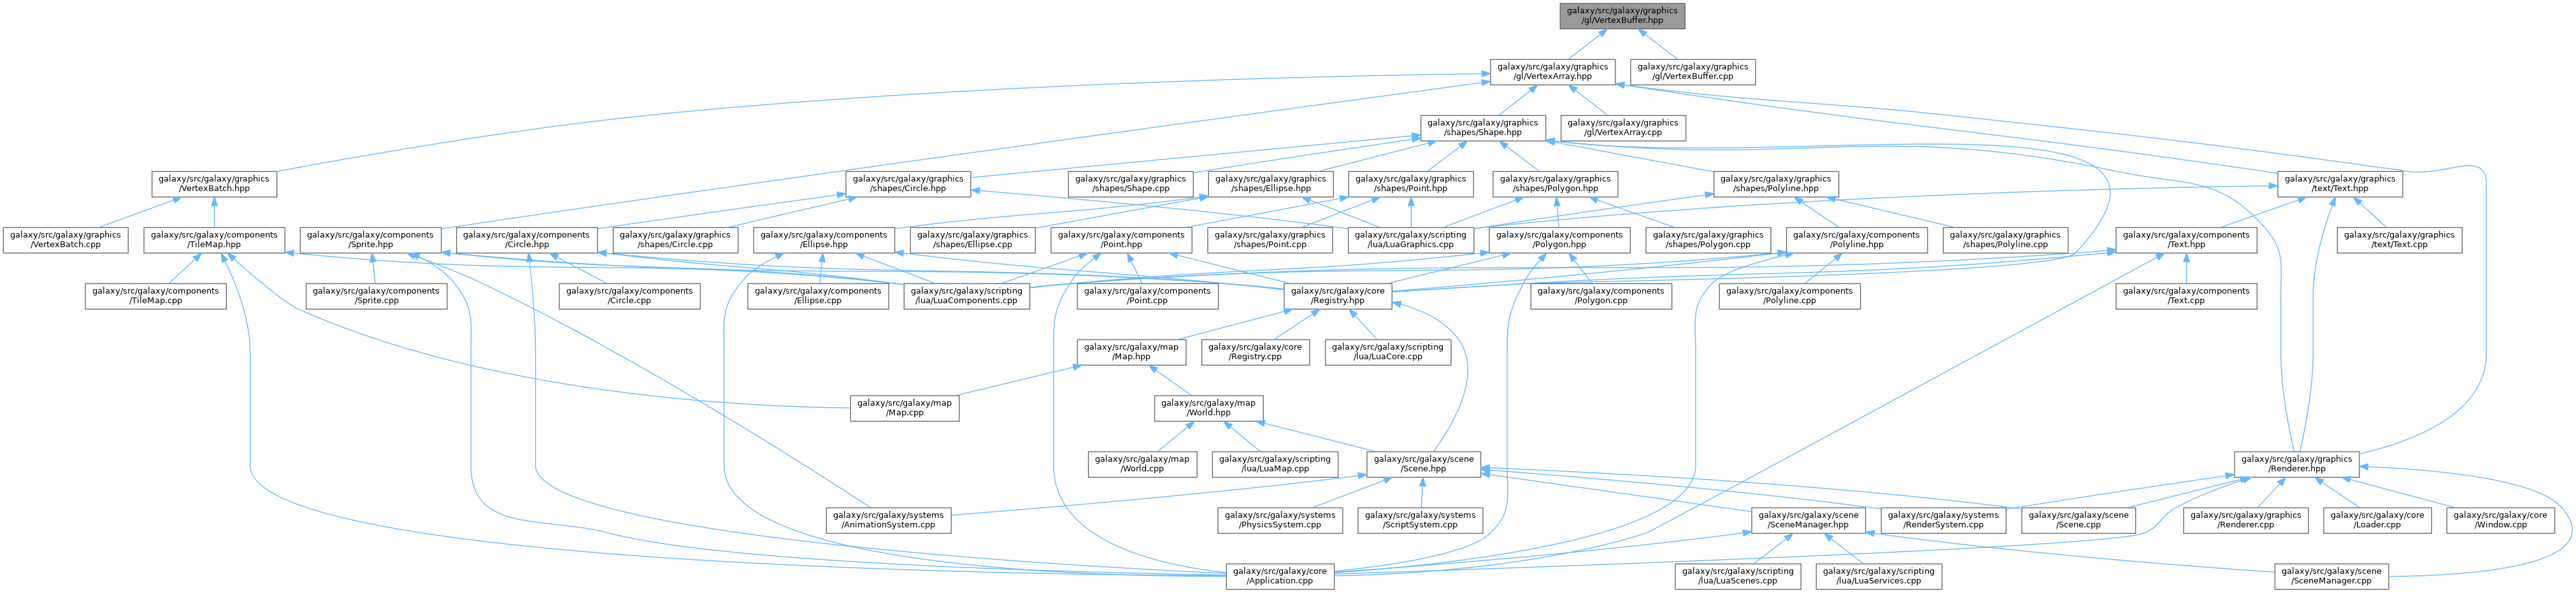 galaxy/src/galaxy/graphics
/gl/VertexBuffer.hpp
galaxy/src/galaxy/graphics
/gl/VertexArray.hpp
galaxy/src/galaxy/graphics
/gl/VertexBuffer.cpp
galaxy/src/galaxy/graphics
/shapes/Shape.hpp
galaxy/src/galaxy/graphics
/gl/VertexArray.cpp
galaxy/src/galaxy/graphics
/VertexBatch.hpp
galaxy/src/galaxy/graphics
/shapes/Circle.hpp
galaxy/src/galaxy/graphics
/shapes/Shape.cpp
galaxy/src/galaxy/graphics
/shapes/Ellipse.hpp
galaxy/src/galaxy/graphics
/shapes/Point.hpp
galaxy/src/galaxy/graphics
/shapes/Polygon.hpp
galaxy/src/galaxy/graphics
/shapes/Polyline.hpp
galaxy/src/galaxy/graphics
/text/Text.hpp
galaxy/src/galaxy/graphics
/VertexBatch.cpp
galaxy/src/galaxy/components
/TileMap.hpp
galaxy/src/galaxy/components
/Sprite.hpp
galaxy/src/galaxy/components
/Circle.hpp
galaxy/src/galaxy/graphics
/shapes/Circle.cpp
galaxy/src/galaxy/components
/Ellipse.hpp
galaxy/src/galaxy/graphics
/shapes/Ellipse.cpp
galaxy/src/galaxy/components
/Point.hpp
galaxy/src/galaxy/graphics
/shapes/Point.cpp
galaxy/src/galaxy/scripting
/lua/LuaGraphics.cpp
galaxy/src/galaxy/components
/Polygon.hpp
galaxy/src/galaxy/graphics
/shapes/Polygon.cpp
galaxy/src/galaxy/components
/Polyline.hpp
galaxy/src/galaxy/graphics
/shapes/Polyline.cpp
galaxy/src/galaxy/components
/Text.hpp
galaxy/src/galaxy/graphics
/text/Text.cpp
galaxy/src/galaxy/components
/TileMap.cpp
galaxy/src/galaxy/components
/Sprite.cpp
galaxy/src/galaxy/components
/Circle.cpp
galaxy/src/galaxy/components
/Ellipse.cpp
galaxy/src/galaxy/scripting
/lua/LuaComponents.cpp
galaxy/src/galaxy/components
/Point.cpp
galaxy/src/galaxy/core
/Registry.hpp
galaxy/src/galaxy/components
/Polygon.cpp
galaxy/src/galaxy/components
/Polyline.cpp
galaxy/src/galaxy/components
/Text.cpp
galaxy/src/galaxy/map
/Map.hpp
galaxy/src/galaxy/core
/Registry.cpp
galaxy/src/galaxy/scripting
/lua/LuaCore.cpp
galaxy/src/galaxy/map
/Map.cpp
galaxy/src/galaxy/map
/World.hpp
galaxy/src/galaxy/map
/World.cpp
galaxy/src/galaxy/scripting
/lua/LuaMap.cpp
galaxy/src/galaxy/scene
/Scene.hpp
galaxy/src/galaxy/graphics
/Renderer.hpp
galaxy/src/galaxy/systems
/AnimationSystem.cpp
galaxy/src/galaxy/systems
/PhysicsSystem.cpp
galaxy/src/galaxy/systems
/ScriptSystem.cpp
galaxy/src/galaxy/scene
/SceneManager.hpp
galaxy/src/galaxy/systems
/RenderSystem.cpp
galaxy/src/galaxy/scene
/Scene.cpp
galaxy/src/galaxy/graphics
/Renderer.cpp
galaxy/src/galaxy/core
/Loader.cpp
galaxy/src/galaxy/core
/Window.cpp
galaxy/src/galaxy/core
/Application.cpp
galaxy/src/galaxy/scripting
/lua/LuaScenes.cpp
galaxy/src/galaxy/scripting
/lua/LuaServices.cpp
galaxy/src/galaxy/scene
/SceneManager.cpp